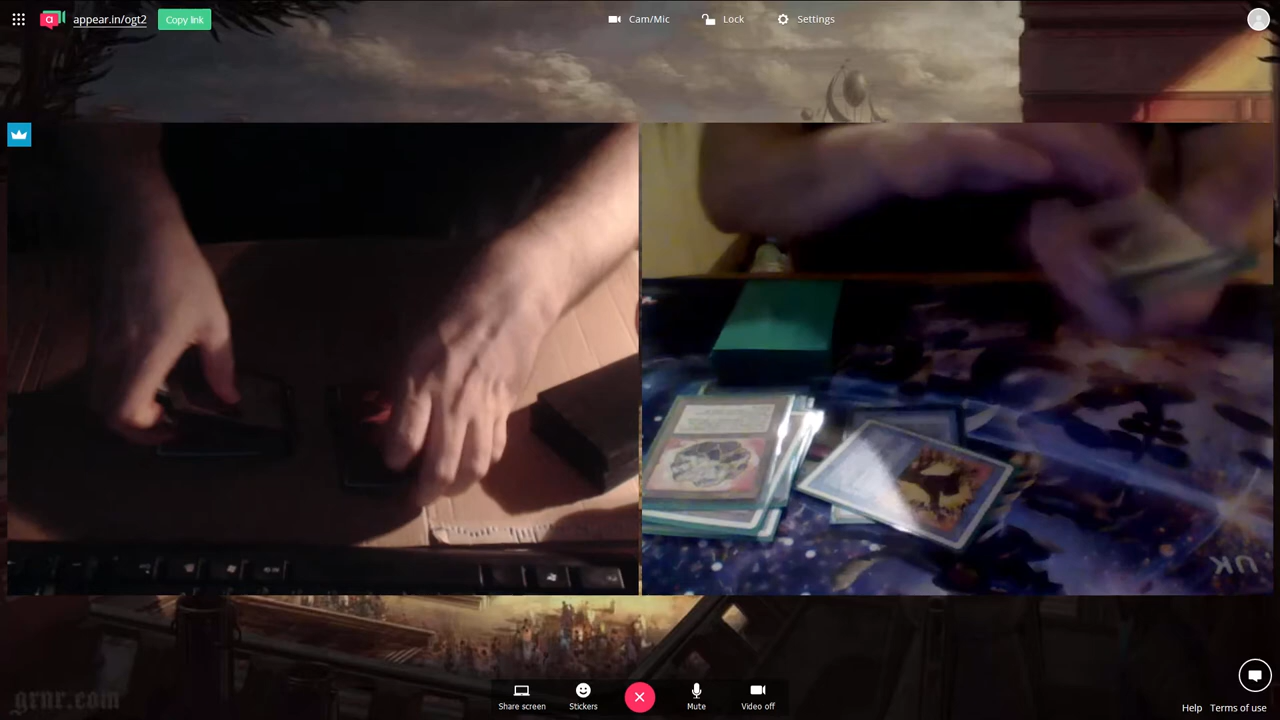 appear.in/ogt2
Copy link
Cam/Mic
Lock
Settings
UK
grnr.com
Share screen
Stickers
Mute
Video off
Help
Terms of use